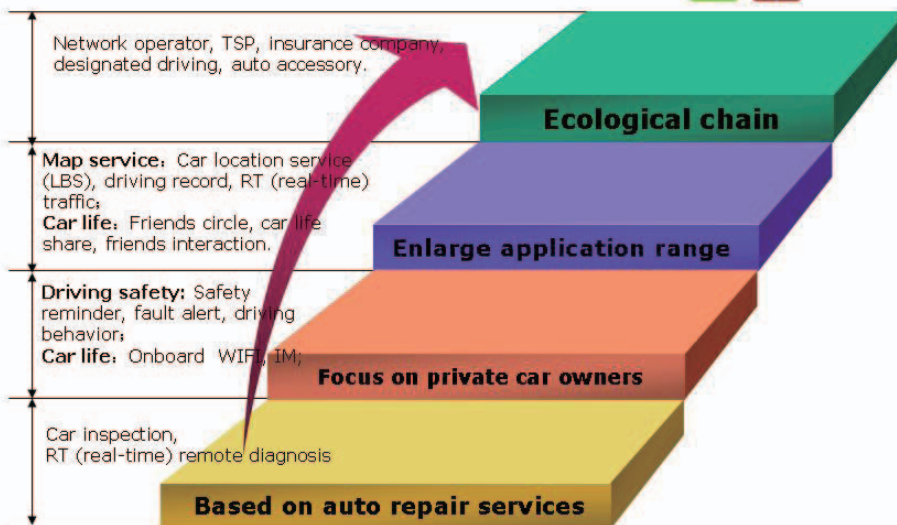 Network operator, TSP, insurance company,
designated driving, auto accessory.
Ecological chain
Map service: Car location service
(LBS), driving record, RT (real-time)
traffic;
Car life: Friends circle, car life
share, friends interaction.
Enlarge application range
Driving safety: Safety
reminder, fault alert, driving
behavior;
Car life: Onboard WIFI, IM;
Focus on private car owners
Car inspection,
RT (real-time) remote diagnosis
Based on auto repair services